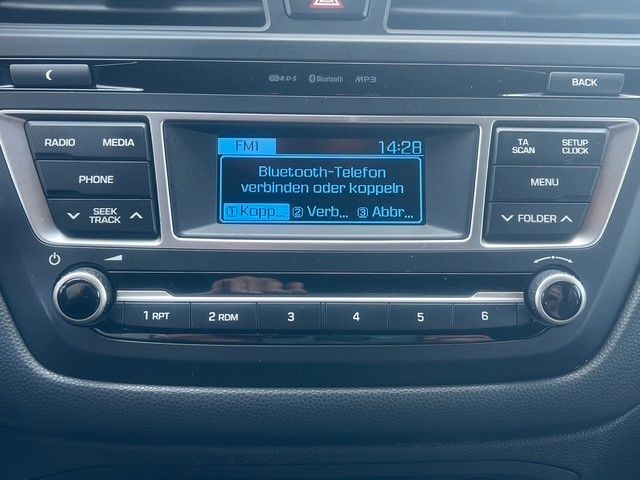 R·D·S Bluetooth MP3
BACK
RADIO MEDIA
PHONE
SEEK
TRACK
FM1 14:28
Bluetooth-Telefon
verbinden oder koppeln
1 Kopp... 2 Verb... 3 Abbr...
TA
SCAN
SETUP
CLOCK
MENU
FOLDER
1 RPT 2 RDM 3 4 5 6